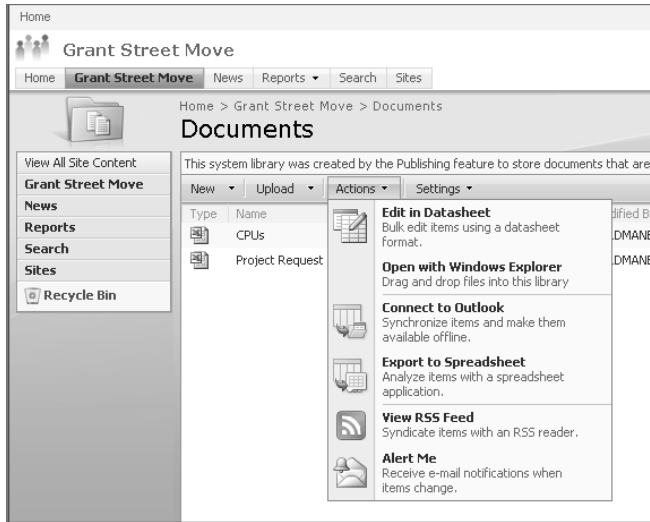 Home
Grant Street Move
Home Grant Street Move News Reports Search Sites
Home > Grant Street Move > Documents
Documents
View All Site Content
Grant Street Move
News
Reports
Search
Sites
Recycle Bin
This system library was created by the Publishing feature to store documents that are
New Upload Actions Settings
Type Name dified B
CPUs DMANE
Project Request DMANE
Edit in Datasheet
Bulk edit items using a datasheet
format.
Open with Windows Explorer
Drag and drop files into this library
Connect to Outlook
Synchronize items and make them
available offline.
Export to Spreadsheet
Analyze items with a spreadsheet
application.
View RSS Feed
Syndicate items with an RSS reader.
Alert Me
Receive e-mail notifications when
items change.